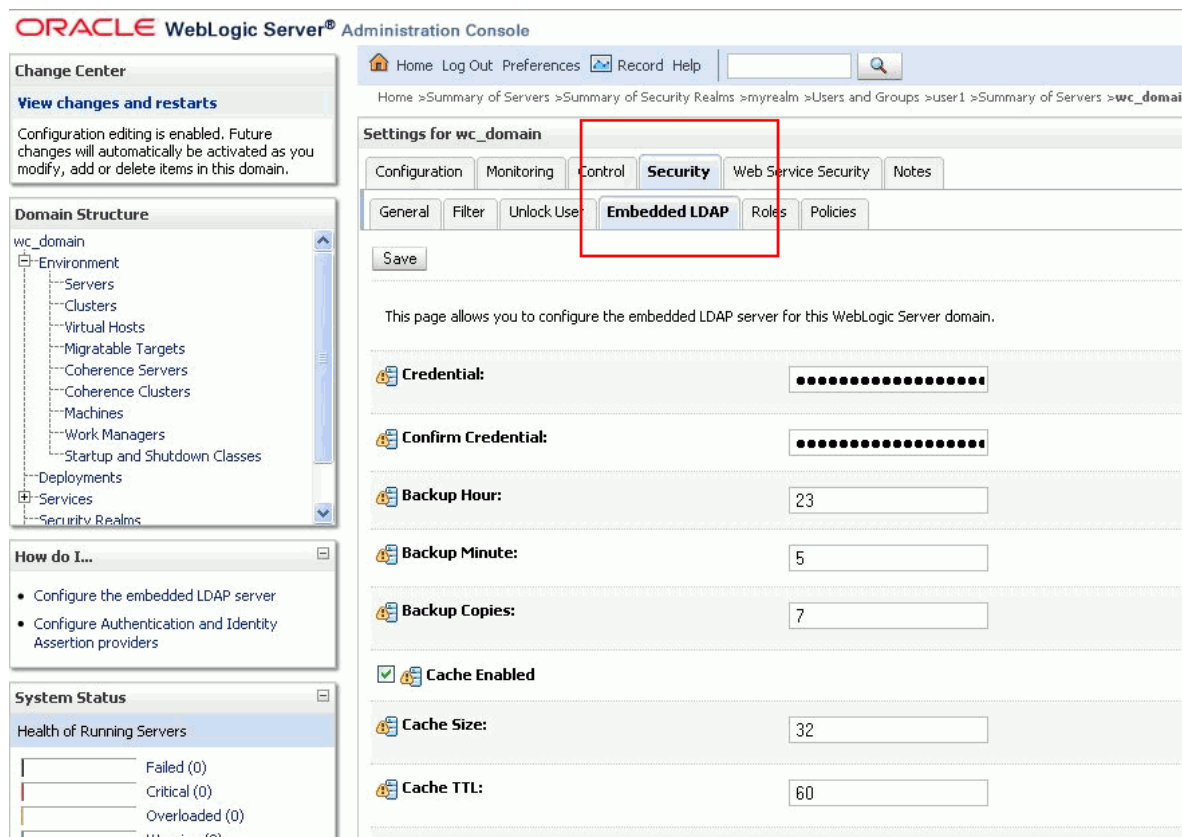 ORACLE WebLogic Server® Administration Console
Change Center
View changes and restarts
Configuration editing is enabled. Future
changes will automatically be activated as you
modify, add or delete items in this domain.
Domain Structure
wc_domain
Environment
Servers
Clusters
Virtual Hosts
Migratable Targets
Coherence Servers
Coherence Clusters
Machines
Work Managers
Startup and Shutdown Classes
Deployments
Services
Security Realms
How do I...
Configure the embedded LDAP server
Configure Authentication and Identity
Assertion providers
System Status
Health of Running Servers
Failed (0)
Critical (0)
Overloaded (0)
Home Log Out Preferences Record Help
Home >Summary of Servers >Summary of Security Realms >myrealm >Users and Groups >user1 >Summary of Servers >wc_domai
Settings for wc_domain
Configuration Monitoring Control Security Web Service Security Notes
General Filter Unlock User Embedded LDAP Roles Policies
Save
This page allows you to configure the embedded LDAP server for this WebLogic Server domain.
Credential:
Confirm Credential:
Backup Hour: 23
Backup Minute: 5
Backup Copies: 7
Cache Enabled
Cache Size: 32
Cache TTL: 60